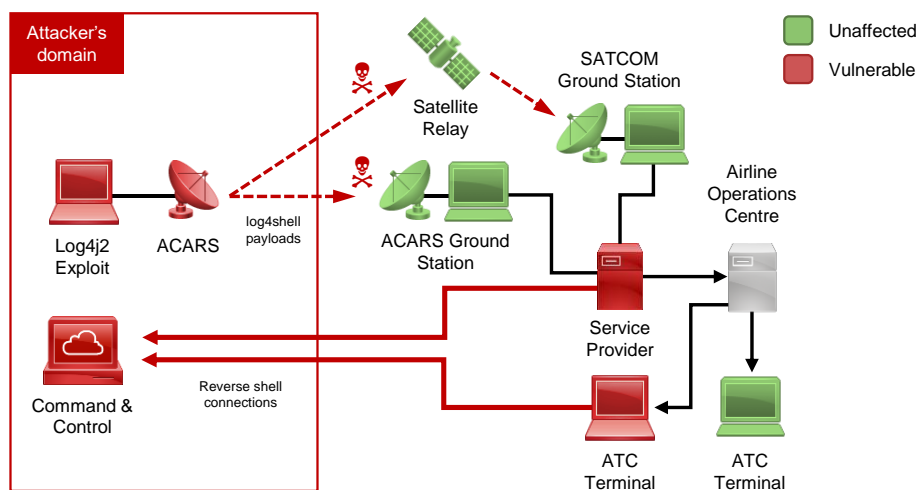 Attacker's
domain
Unaffected
Vulnerable
SATCOM
Ground Station
Satellite
Relay
Airline
Operations
Centre
Log4j2
Exploit
ACARS
log4shell
payloads
ACARS Ground
Station
Service
Provider
Command &
Control
Reverse shell
connections
ATC
Terminal
ATC
Terminal